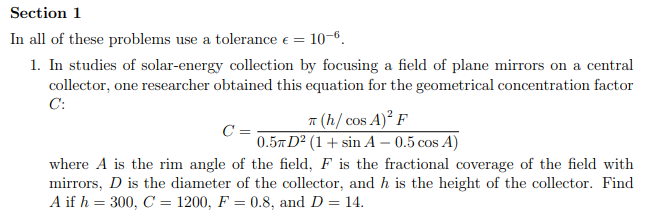 Section 1
In all of these problems use a tolerance ϵ = 10⁻⁶.
1. In studies of solar-energy collection by focusing a field of plane mirrors on a central
collector, one researcher obtained this equation for the geometrical concentration factor
C:
C = π (h/ cos A)² F / 0.5πD² (1 + sin A − 0.5 cos A)
where A is the rim angle of the field, F is the fractional coverage of the field with
mirrors, D is the diameter of the collector, and h is the height of the collector. Find
A if h = 300, C = 1200, F = 0.8, and D = 14.